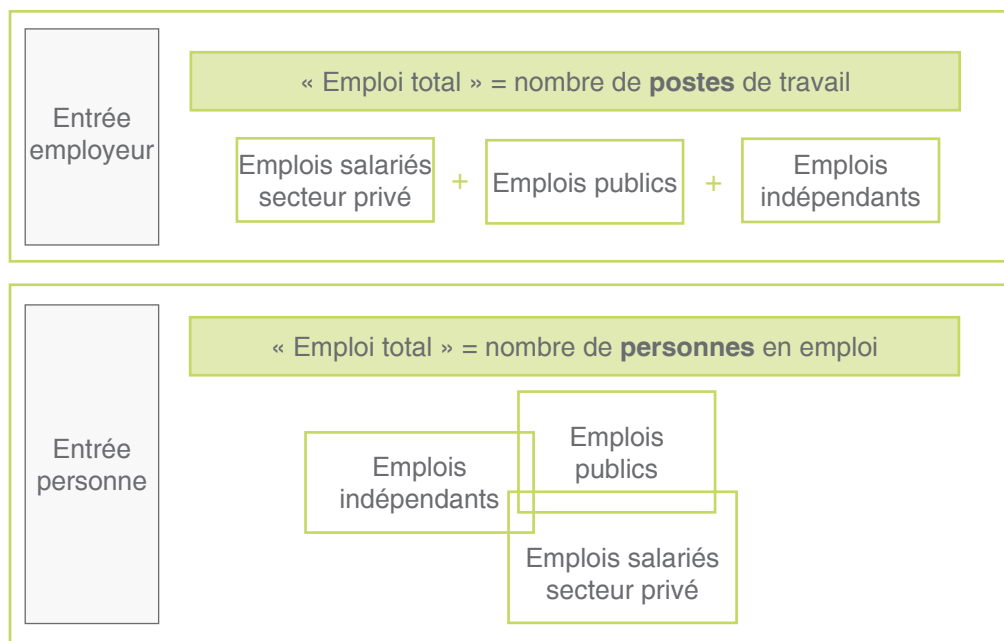 Entrée
employeur
« Emploi total » = nombre de postes de travail
Emplois salariés
secteur privé
+
Emplois publics
+
Emplois
indépendants
Entrée
personne
« Emploi total » = nombre de personnes en emploi
Emplois
publics
Emplois
indépendants
Emplois salariés
secteur privé